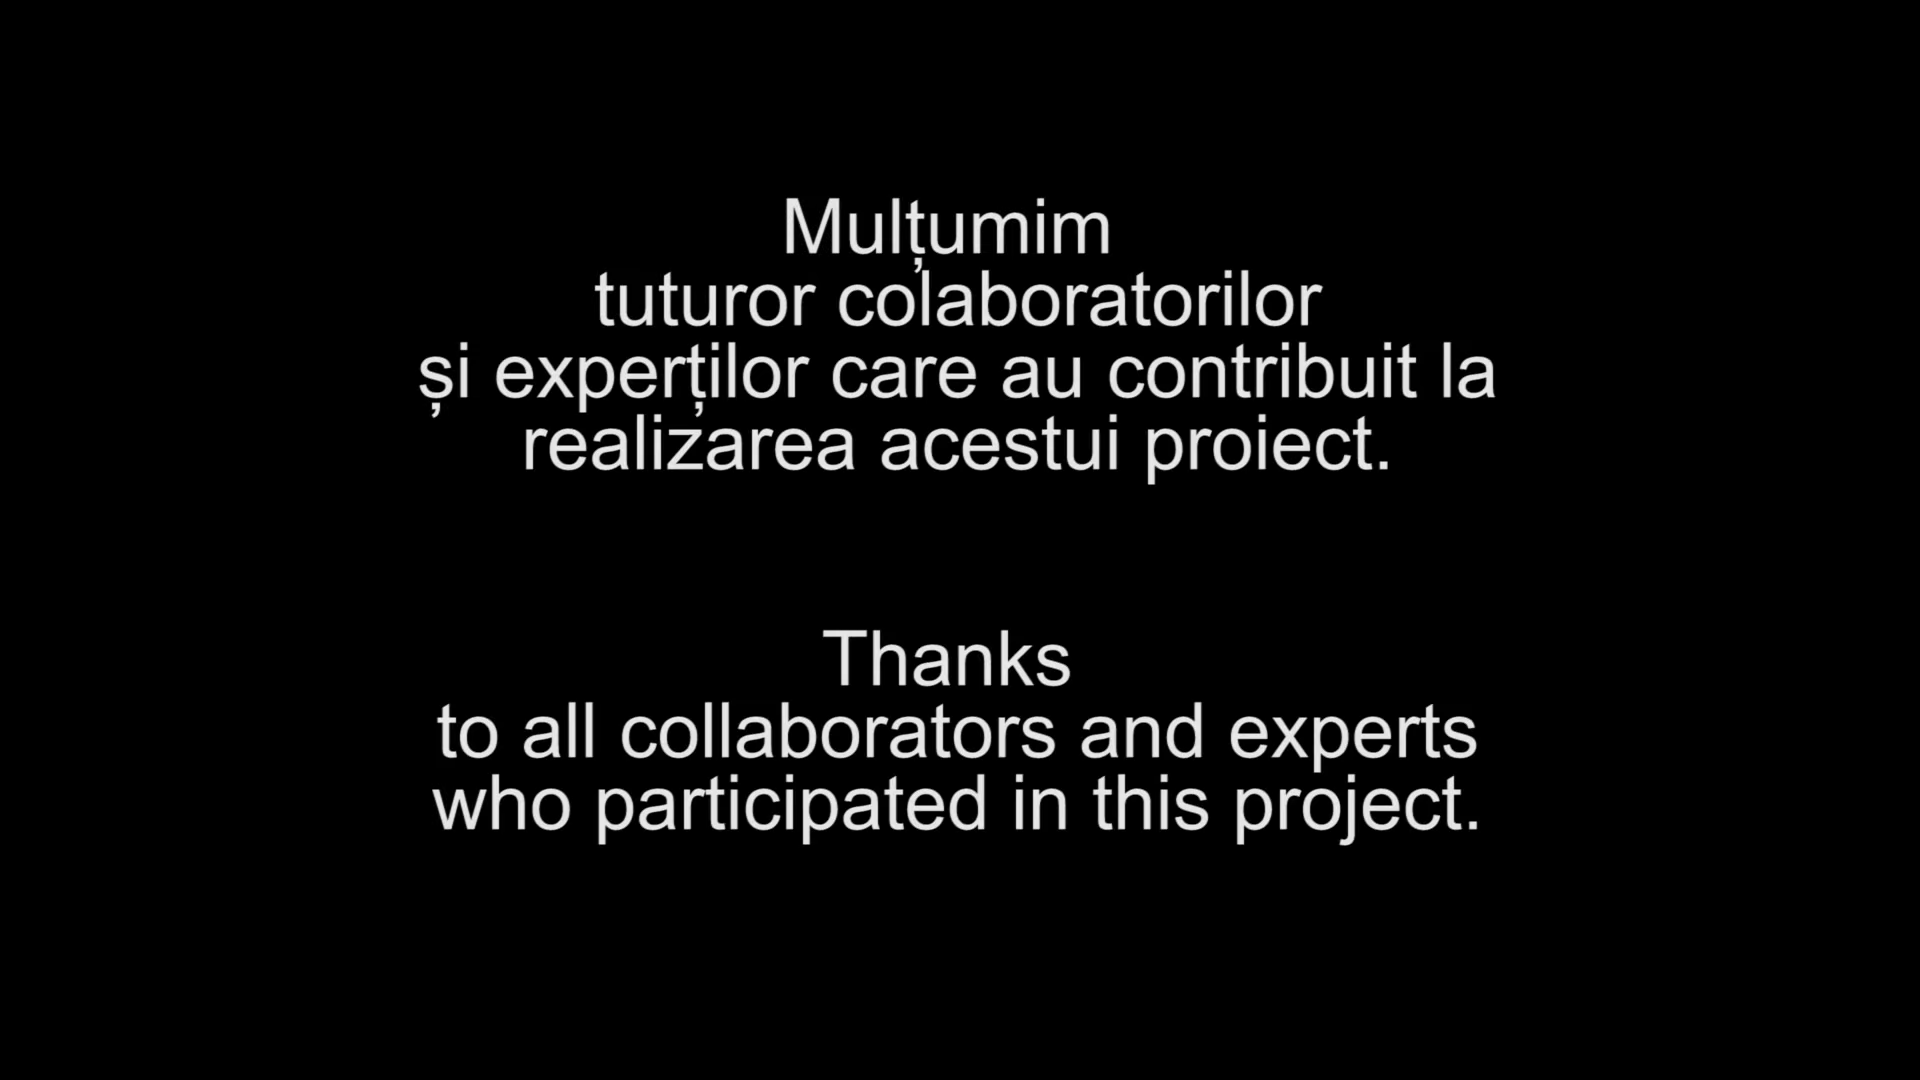 Mulțumim
tuturor colaboratorilor
și experților care au contribuit la
realizarea acestui proiect.
Thanks
to all collaborators and experts
who participated in this project.